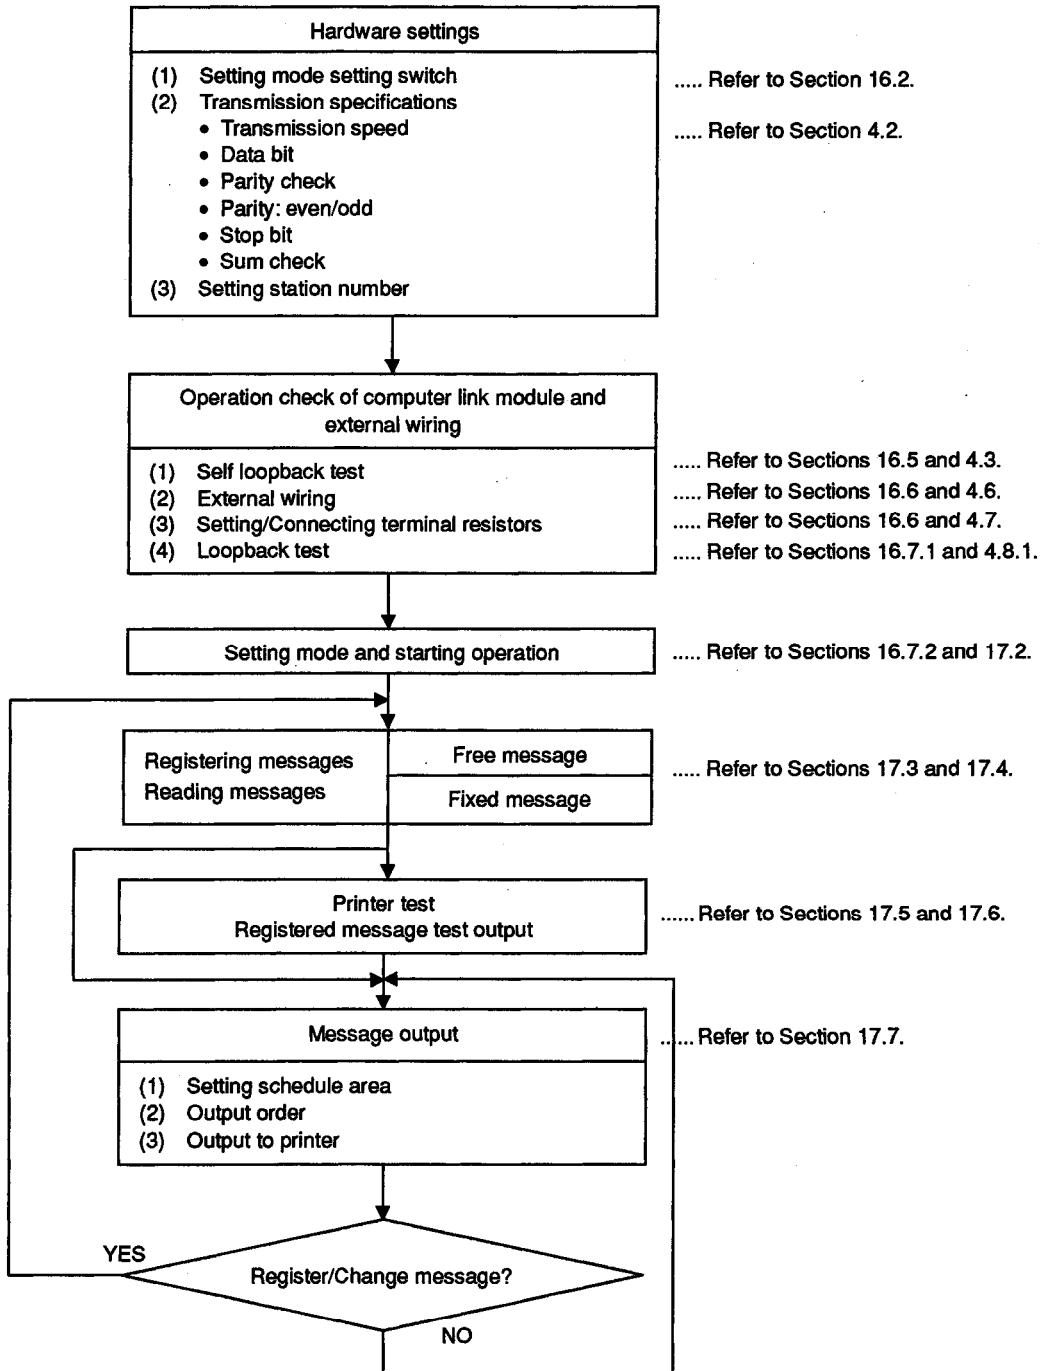 Hardware settings
(1) Setting mode setting switch
..... Refer to Section 16.2.
(2) Transmission specifications
• Transmission speed
..... Refer to Section 4.2.
• Data bit
• Parity check
• Parity: even/odd
• Stop bit
• Sum check
(3) Setting station number
Operation check of computer link module and
external wiring
(1) Self loopback test
..... Refer to Sections 16.5 and 4.3.
(2) External wiring
..... Refer to Sections 16.6 and 4.6.
(3) Setting/Connecting terminal resistors
..... Refer to Sections 16.6 and 4.7.
(4) Loopback test
..... Refer to Sections 16.7.1 and 4.8.1.
Setting mode and starting operation
..... Refer to Sections 16.7.2 and 17.2.
Registering messages
Reading messages
Free message
Fixed message
..... Refer to Sections 17.3 and 17.4.
Printer test
Registered message test output
...... Refer to Sections 17.5 and 17.6.
Message output
...... Refer to Section 17.7.
(1) Setting schedule area
(2) Output order
(3) Output to printer
YES
Register/Change message?
NO